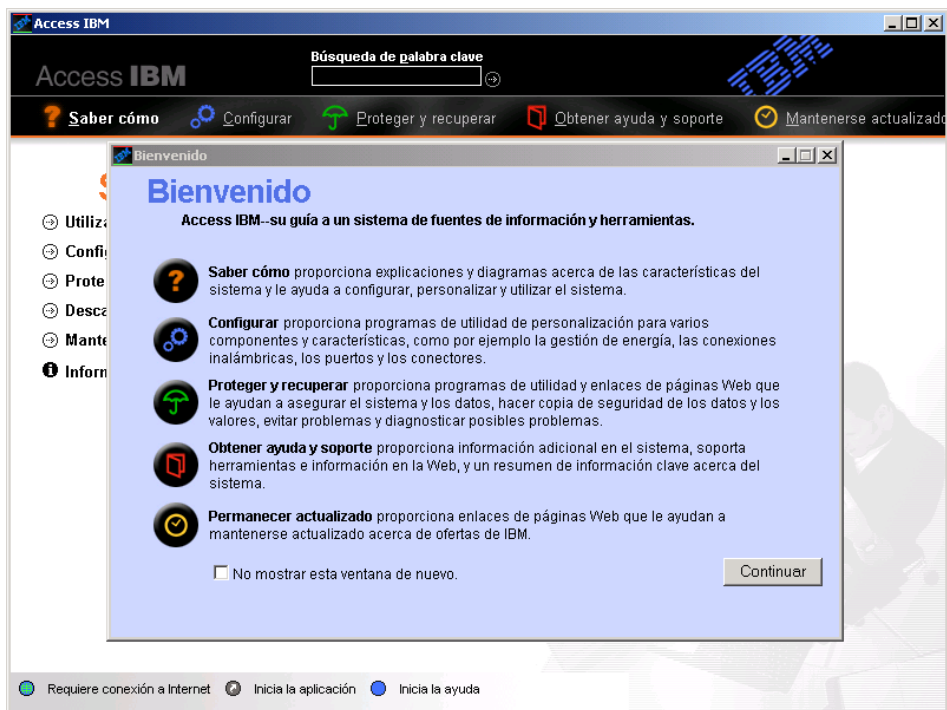 Access IBM
Búsqueda de palabra clave
Access IBM
IBM
Saber cómo Configurar Proteger y recuperar Obtener ayuda y soporte Mantenerse actualizado
Bienvenido
Bienvenido
Access IBM--su guía a un sistema de fuentes de información y herramientas.
Saber cómo proporciona explicaciones y diagramas acerca de las características del
sistema y le ayuda a configurar, personalizar y utilizar el sistema.
Configurar proporciona programas de utilidad de personalización para varios
componentes y características, como por ejemplo la gestión de energía, las conexiones
inalámbricas, los puertos y los conectores.
Proteger y recuperar proporciona programas de utilidad y enlaces de páginas Web que
le ayudan a asegurar el sistema y los datos, hacer copia de seguridad de los datos y los
valores, evitar problemas y diagnosticar posibles problemas.
Obtener ayuda y soporte proporciona información adicional en el sistema, soporta
herramientas e información en la Web, y un resumen de información clave acerca del
sistema.
Permanecer actualizado proporciona enlaces de páginas Web que le ayudan a
mantenerse actualizado acerca de ofertas de IBM.
No mostrar esta ventana de nuevo.
Continuar
Requiere conexión a Internet Inicia la aplicación Inicia la ayuda